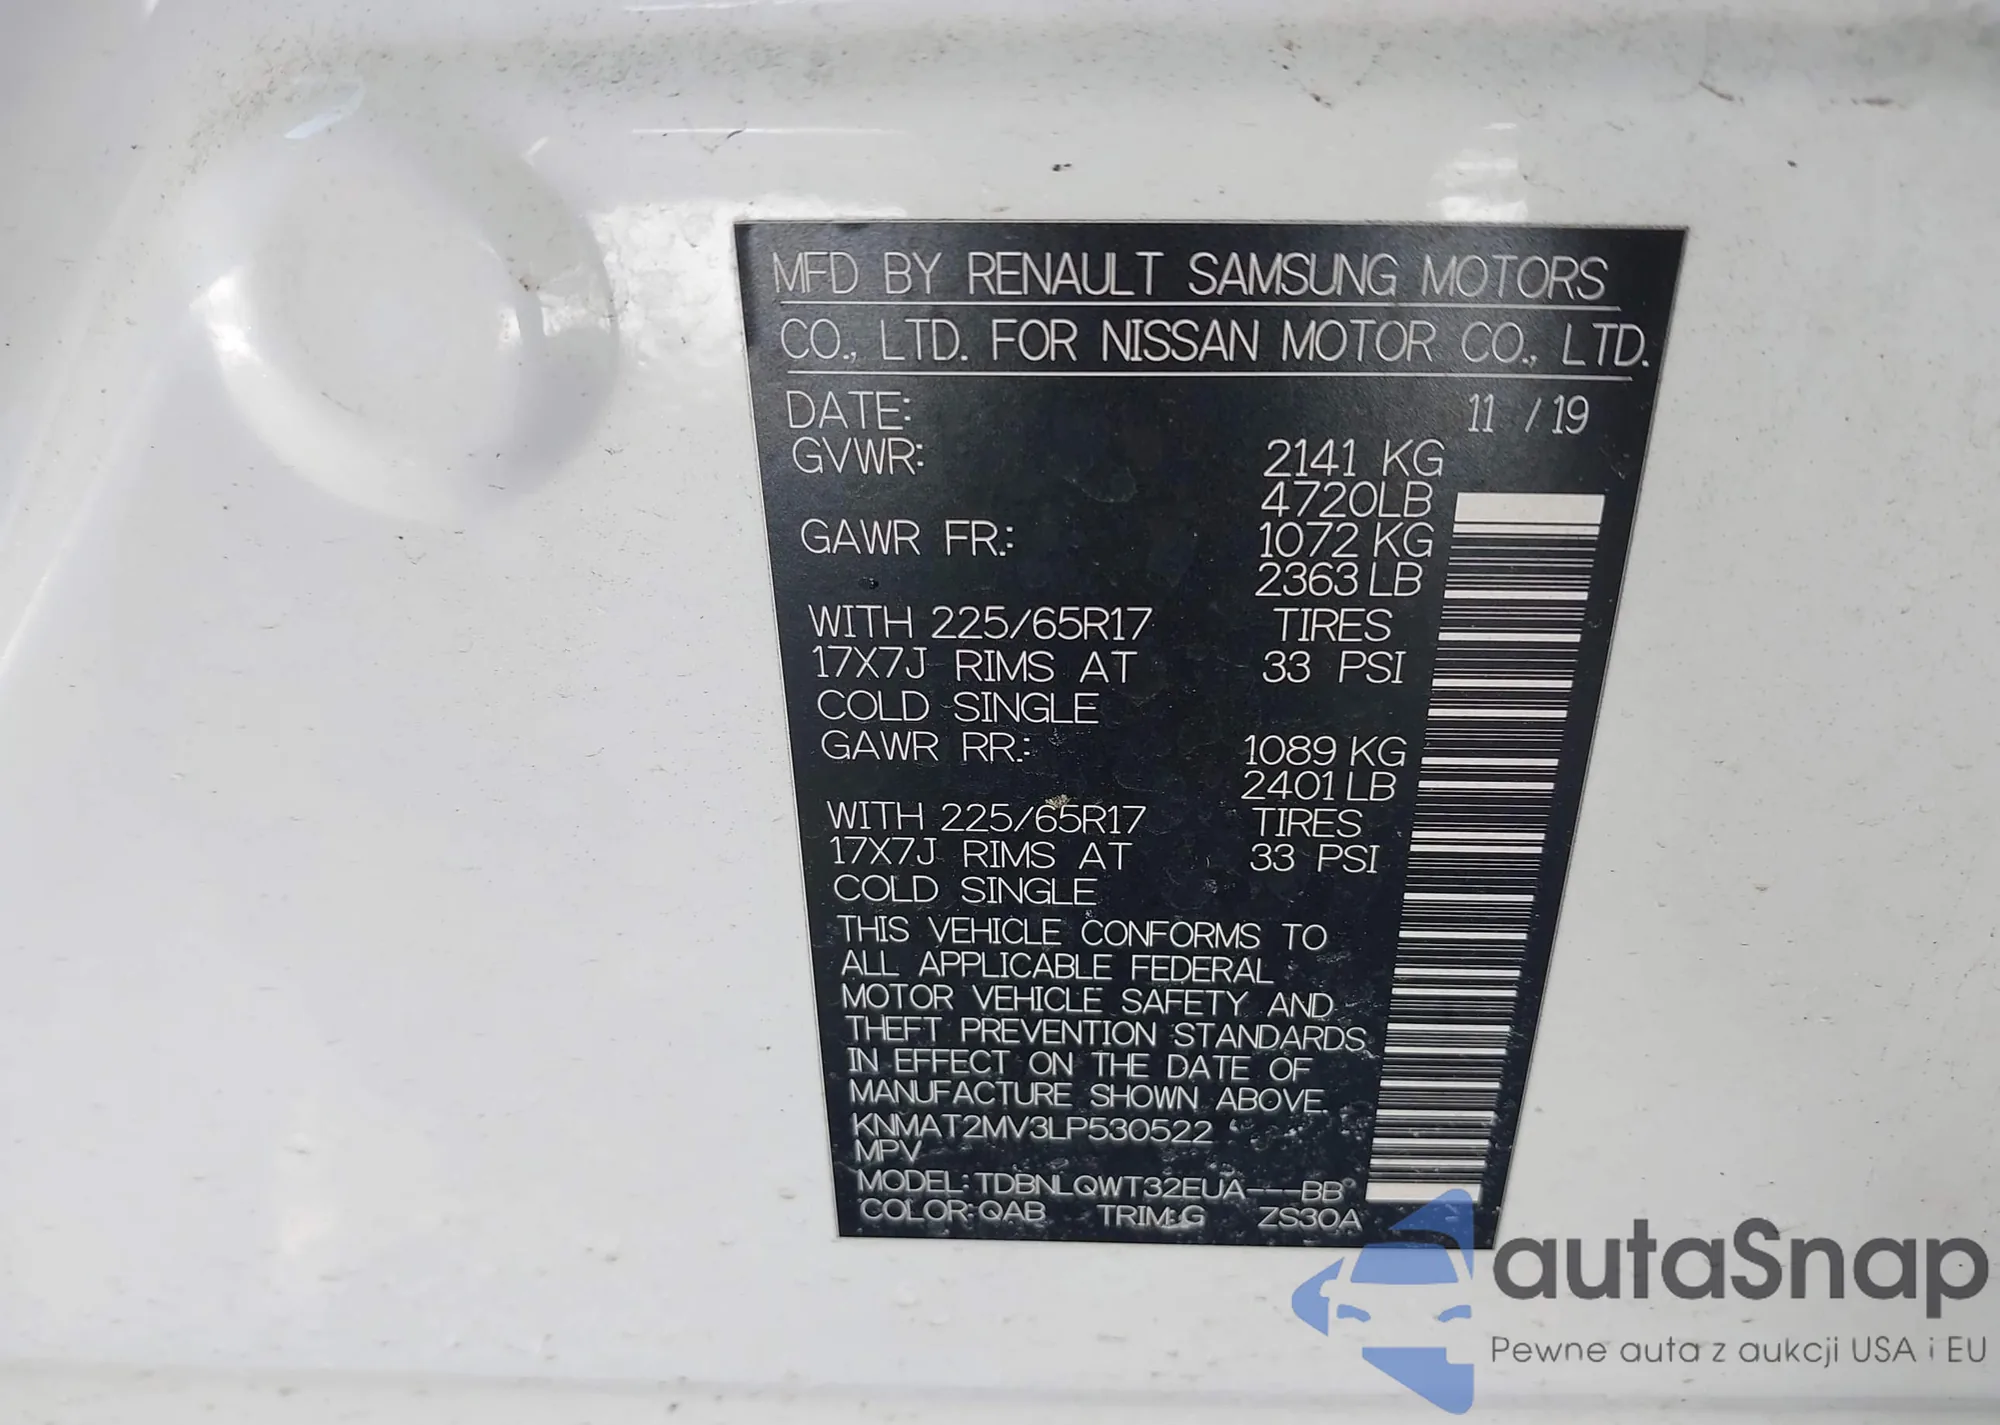 MFD BY RENAULT SAMSUNG MOTORS
CO., LTD. FOR NISSAN MOTOR CO., LTD.
DATE: 11 / 19
GVWR: 2141 KG
4720LB
GAWR FR.: 1072 KG
2363 LB
WITH 225/65R17 TIRES
17X7J RIMS AT 33 PSI
COLD SINGLE
GAWR RR.: 1089 KG
2401 LB
WITH 225/65R17 TIRES
17X7J RIMS AT 33 PSI
COLD SINGLE
THIS VEHICLE CONFORMS TO
ALL APPLICABLE FEDERAL
MOTOR VEHICLE SAFETY AND
THEFT PREVENTION STANDARDS
IN EFFECT ON THE DATE OF
MANUFACTURE SHOWN ABOVE.
KNMAT2MV3LP530522
MPV
MODEL: TDBNLQWT32EUA---BB
COLOR: QAB TRIM: G ZS30A
autaSnap
Pewne auta z aukcji USA i EU